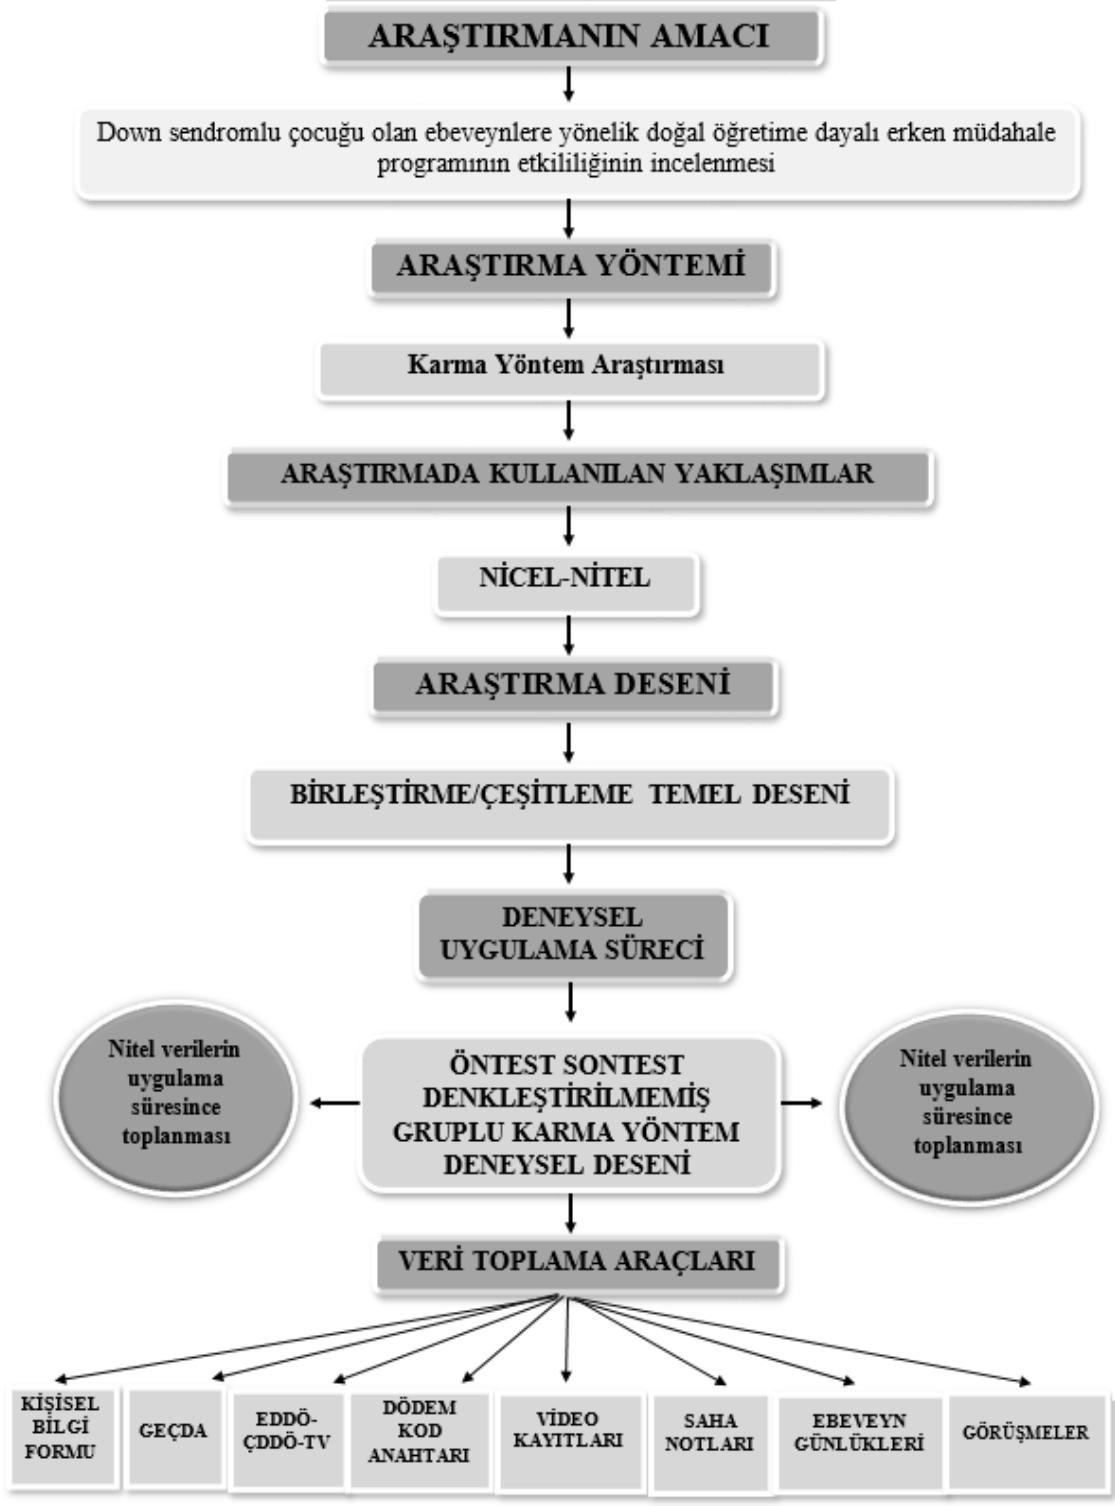 ARAŞTIRMANIN AMACI
Down sendromlu çocuğu olan ebeveynlere yönelik doğal öğretime dayalı erken müdahale
programının etkililiğinin incelenmesi
ARAŞTIRMA YÖNTEMİ
Karma Yöntem Araştırması
ARAŞTIRMADA KULLANILAN YAKLAŞIMLAR
NİCEL-NİTEL
ARAŞTIRMA DESENİ
BİRLEŞTİRME/ÇEŞİTLEME TEMEL DESENİ
DENEYSEL
UYGULAMA SÜRECİ
Nitel verilerin
uygulama
süresince
toplanması
ÖNTEST SONTEST
DENKLEŞTİRİLMEMİŞ
GRUPLU KARMA YÖNTEM
DENEYSEL DESENİ
Nitel verilerin
uygulama
süresince
toplanması
VERİ TOPLAMA ARAÇLARI
KİŞİSEL
BİLGİ
FORMU
GEÇDA
EDDÖ-
ÇDDÖ-TV
DÖDEM
KOD
ANAHTARI
VİDEO
KAYITLARI
SAHA
NOTLARI
EBEVEYN
GÜNLÜKLERİ
GÖRÜŞMELER